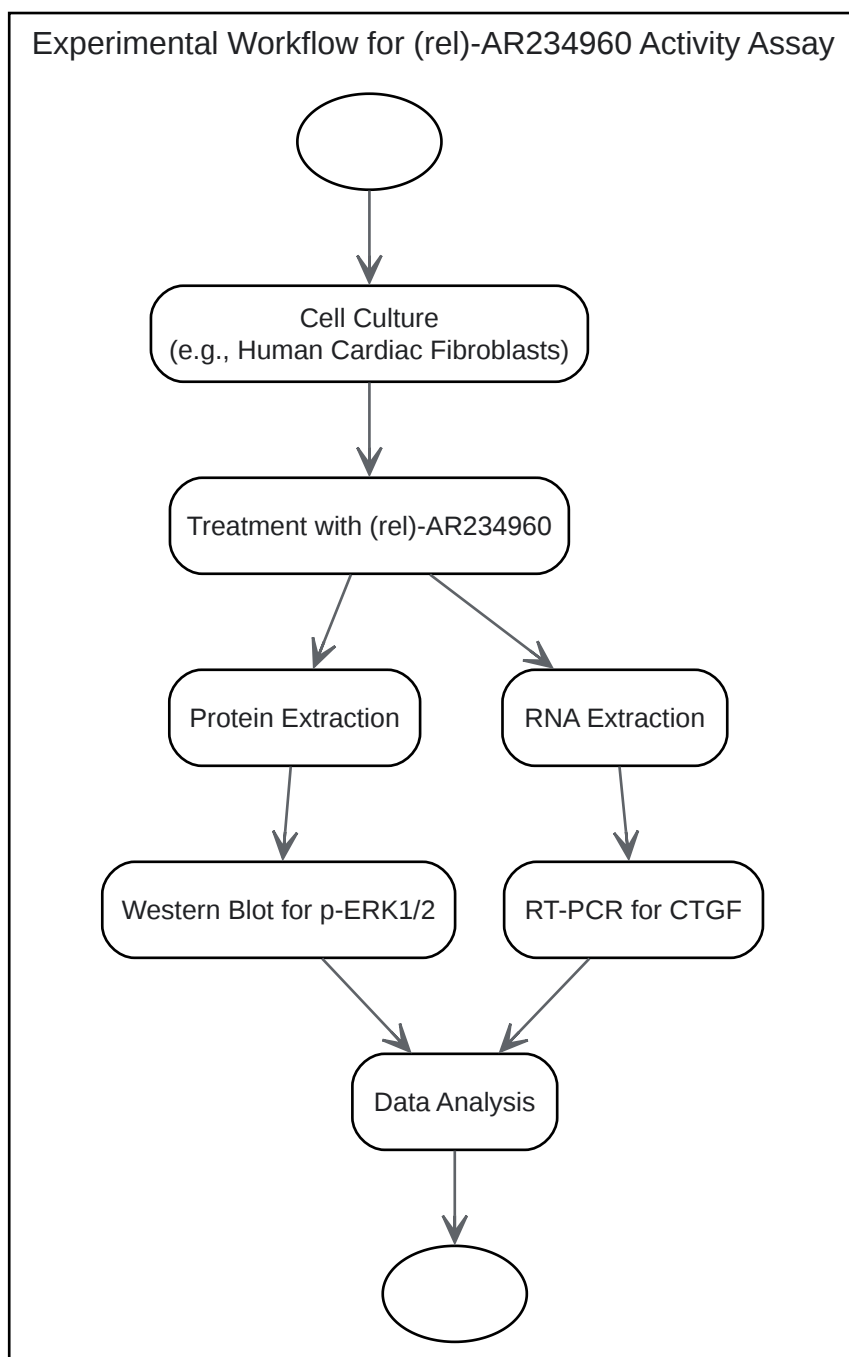 Experimental Workflow for (rel)-AR234960 Activity Assay
Cell Culture
(e.g., Human Cardiac Fibroblasts)
Treatment with (rel)-AR234960
Protein Extraction
RNA Extraction
Western Blot for p-ERK1/2
RT-PCR for CTGF
Data Analysis